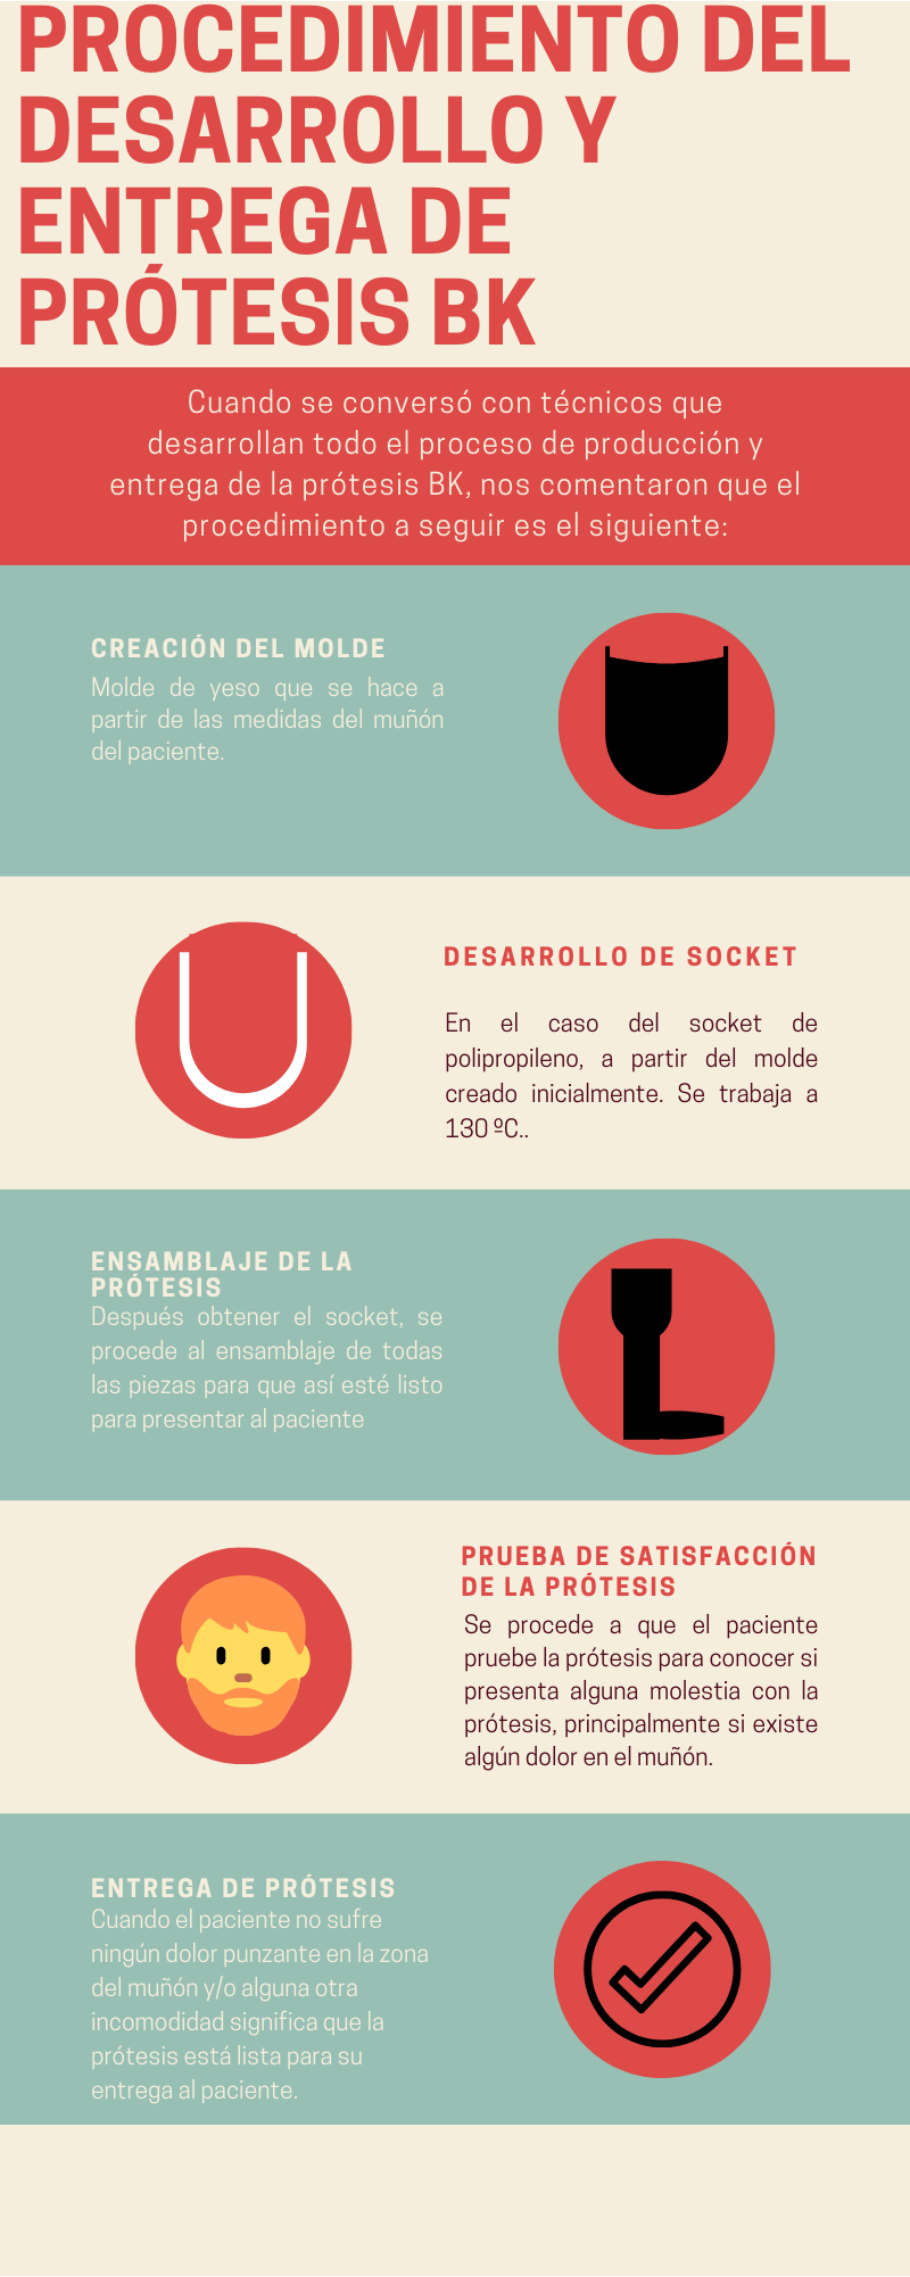 PROCEDIMIENTO DEL
DESARROLLO Y
ENTREGA DE
PRÓTESIS BK
Cuando se conversó con técnicos que
desarrollan todo el proceso de producción y
entrega de la prótesis BK, nos comentaron que el
procedimiento a seguir es el siguiente:
CREACIÓN DEL MOLDE
Molde de yeso que se hace a
partir de las medidas del muñón
del paciente.
DESARROLLO DE SOCKET
En el caso del socket de
polipropileno, a partir del molde
creado inicialmente. Se trabaja a
130 ºC..
ENSAMBLAJE DE LA
PRÓTESIS
Después obtener el socket, se
procede al ensamblaje de todas
las piezas para que así esté listo
para presentar al paciente
PRUEBA DE SATISFACCIÓN
DE LA PRÓTESIS
Se procede a que el paciente
pruebe la prótesis para conocer si
presenta alguna molestia con la
prótesis, principalmente si existe
algún dolor en el muñón.
ENTREGA DE PRÓTESIS
Cuando el paciente no sufre
ningún dolor punzante en la zona
del muñón y/o alguna otra
incomodidad significa que la
prótesis está lista para su
entrega al paciente.